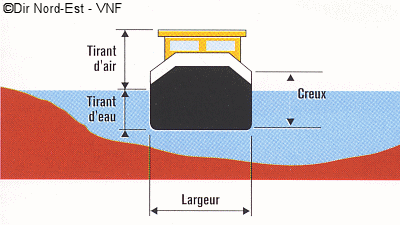 ©Dir Nord-Est - VNF
Tirant
d'air
Tirant
d'eau
Creux
Largeur